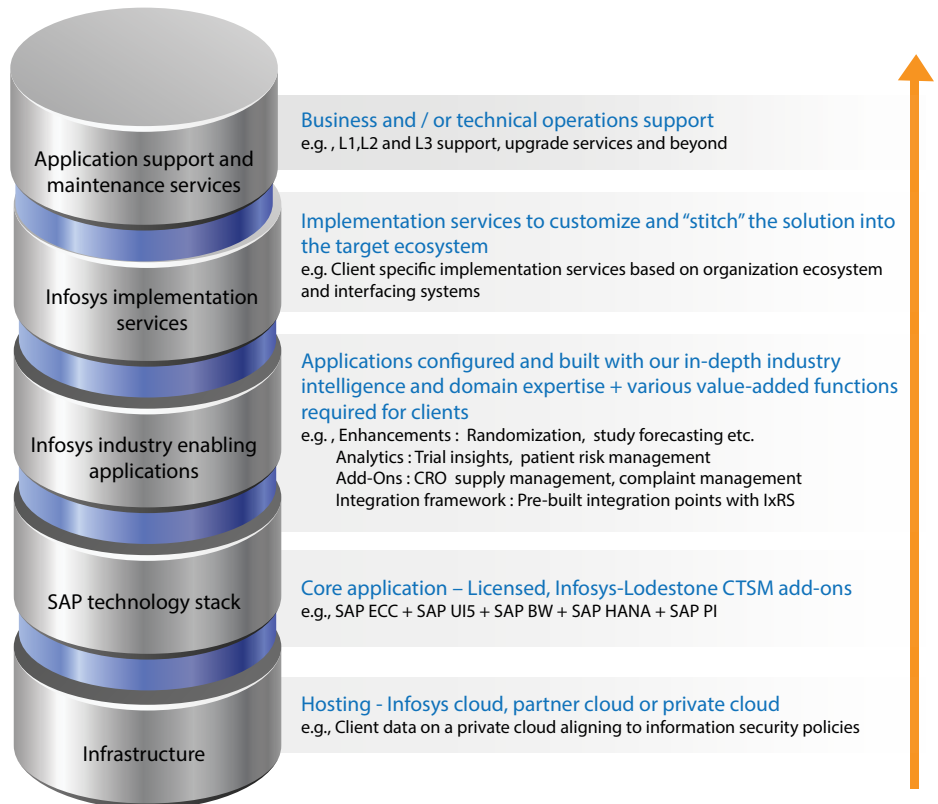 Application support and
maintenance services
Business and / or technical operations support
e.g. , L1,L2 and L3 support, upgrade services and beyond
Infosys implementation
services
Implementation services to customize and “stitch” the solution into
the target ecosystem
e.g. Client specific implementation services based on organization ecosystem
and interfacing systems
Infosys industry enabling
applications
Applications configured and built with our in-depth industry
intelligence and domain expertise + various value-added functions
required for clients
e.g. , Enhancements : Randomization, study forecasting etc.
Analytics : Trial insights, patient risk management
Add-Ons : CRO supply management, complaint management
Integration framework : Pre-built integration points with IxRS
SAP technology stack
Core application – Licensed, Infosys-Lodestone CTSM add-ons
e.g., SAP ECC + SAP UI5 + SAP BW + SAP HANA + SAP PI
Infrastructure
Hosting - Infosys cloud, partner cloud or private cloud
e.g., Client data on a private cloud aligning to information security policies